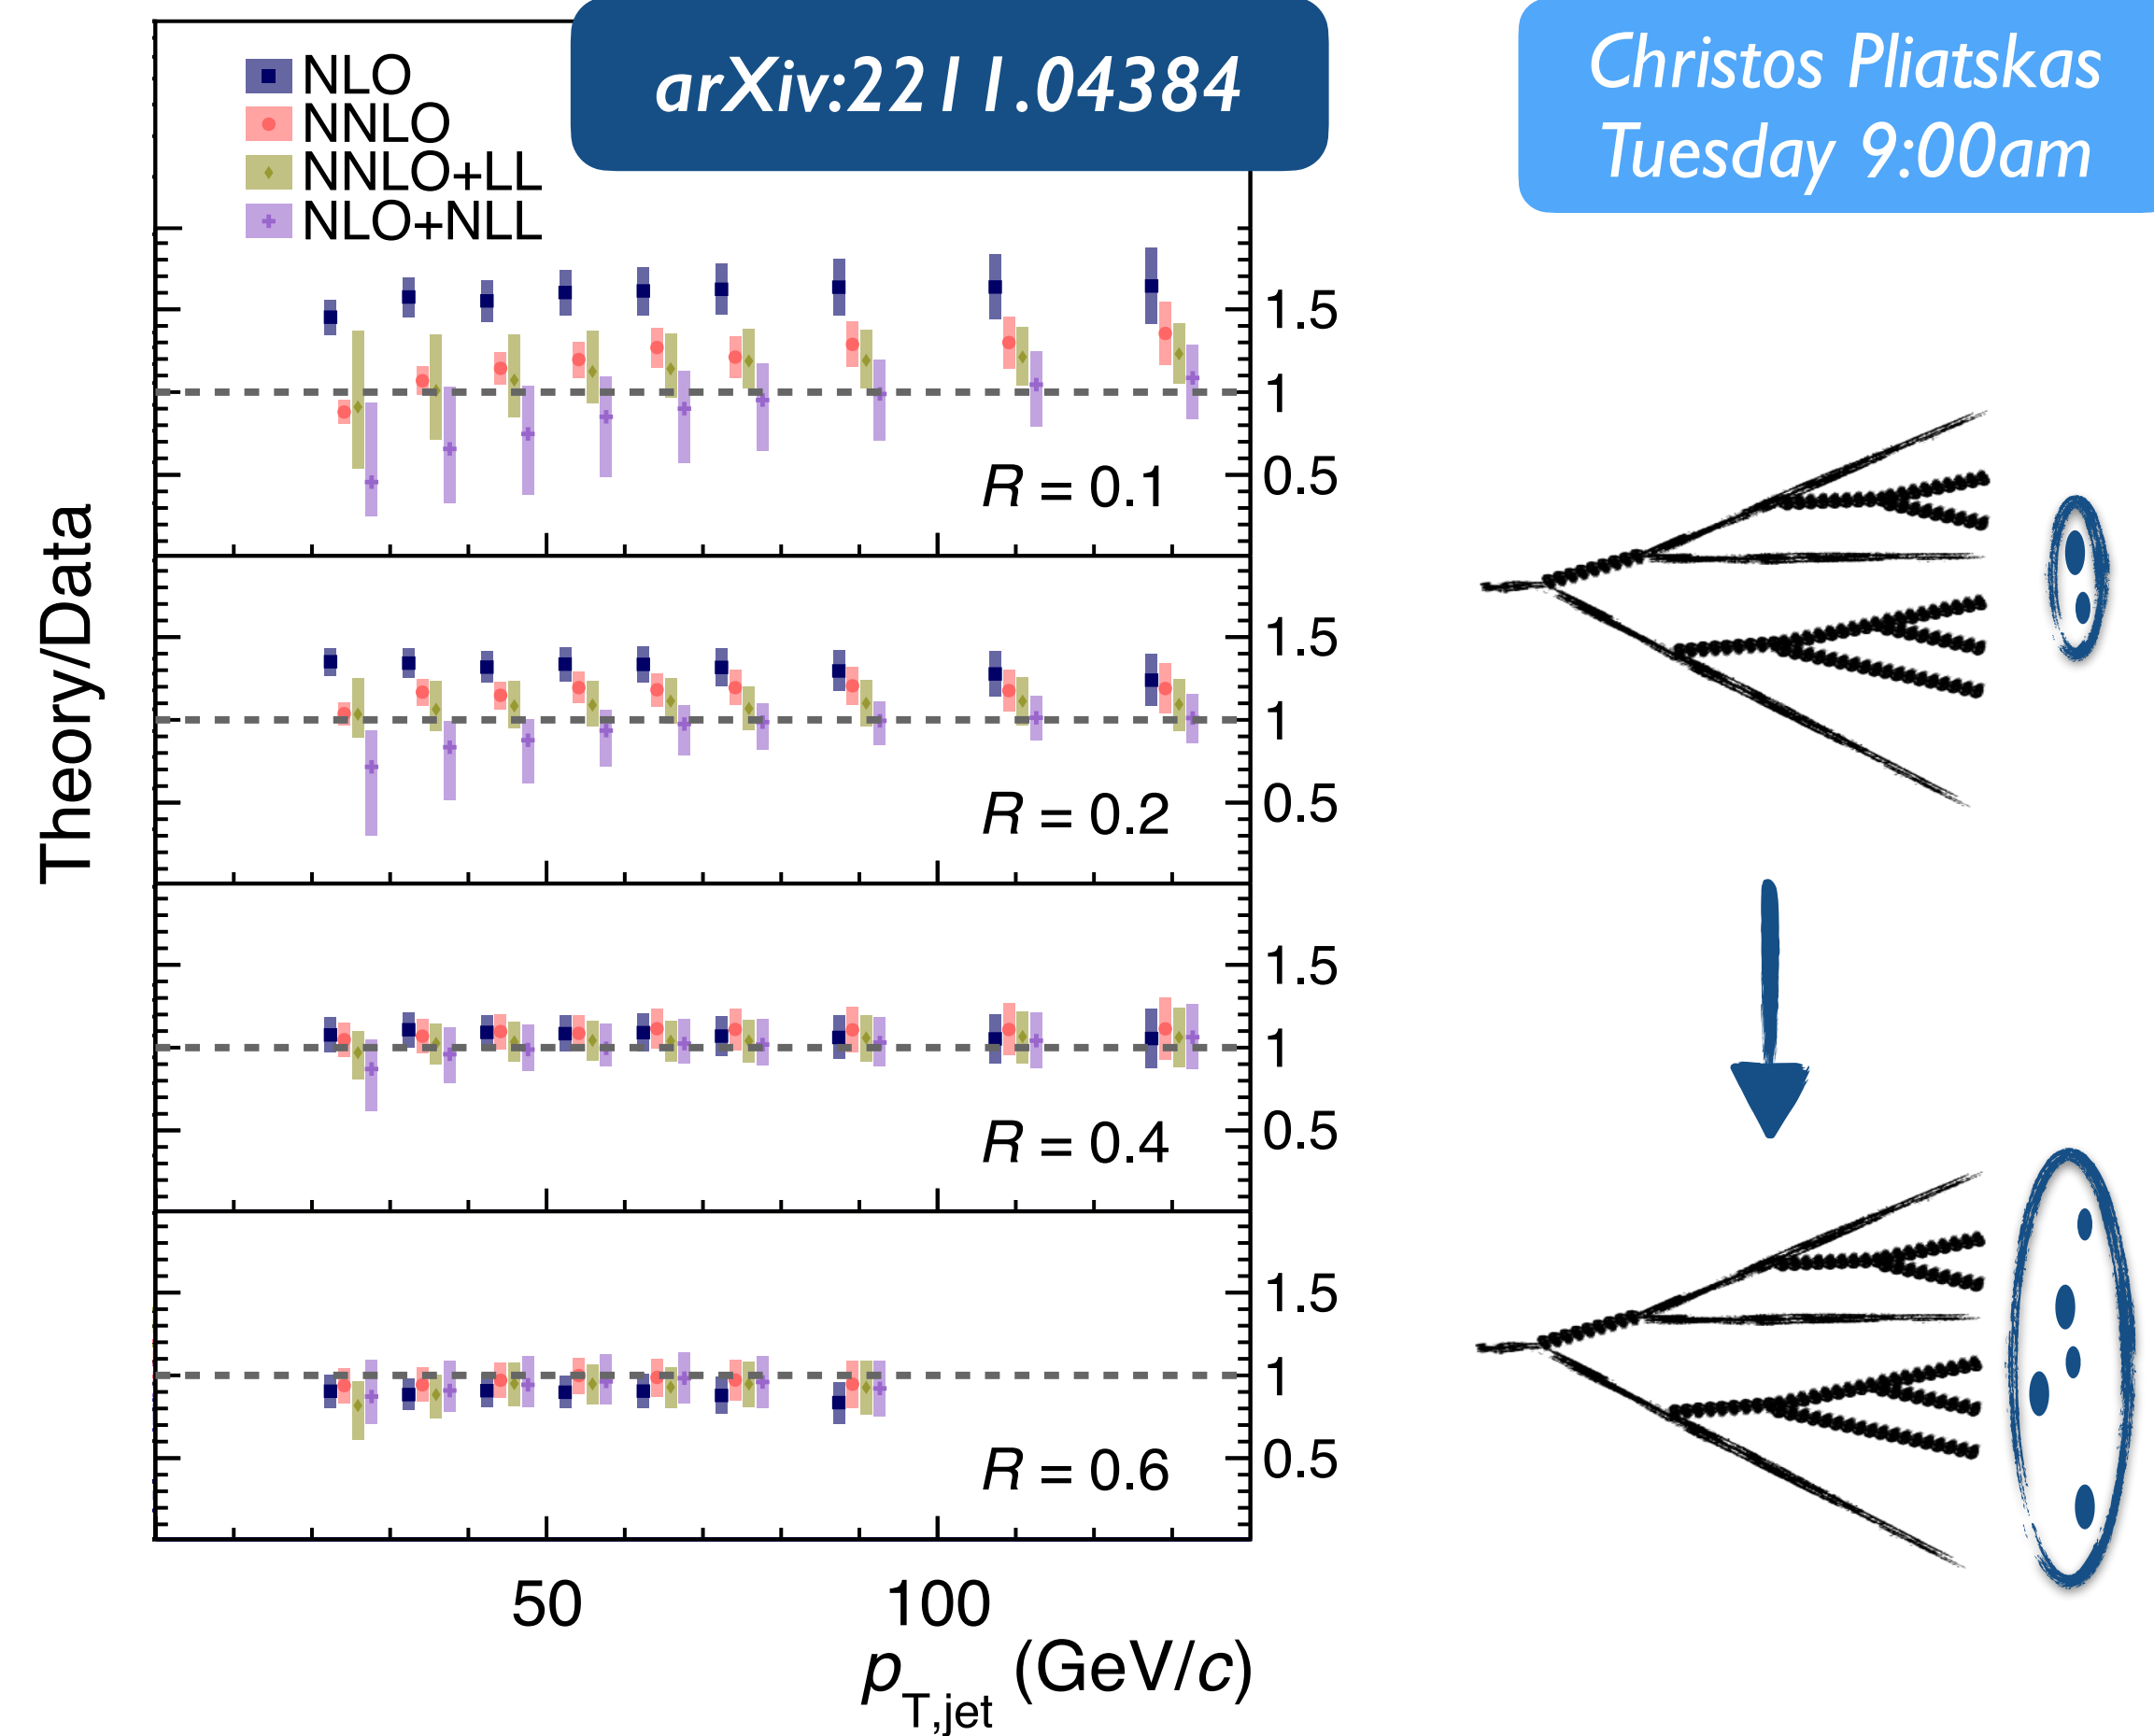 arXiv:2211.04384
Christos Pliatskas
Tuesday 9:00am
NLO
NNLO
NNLO+LL
NLO+NLL
Theory/Data
1.5
1
0.5
R = 0.1
1.5
1
0.5
R = 0.2
1.5
1
0.5
R = 0.4
1.5
1
0.5
R = 0.6
50 100
p T,jet (GeV/c)